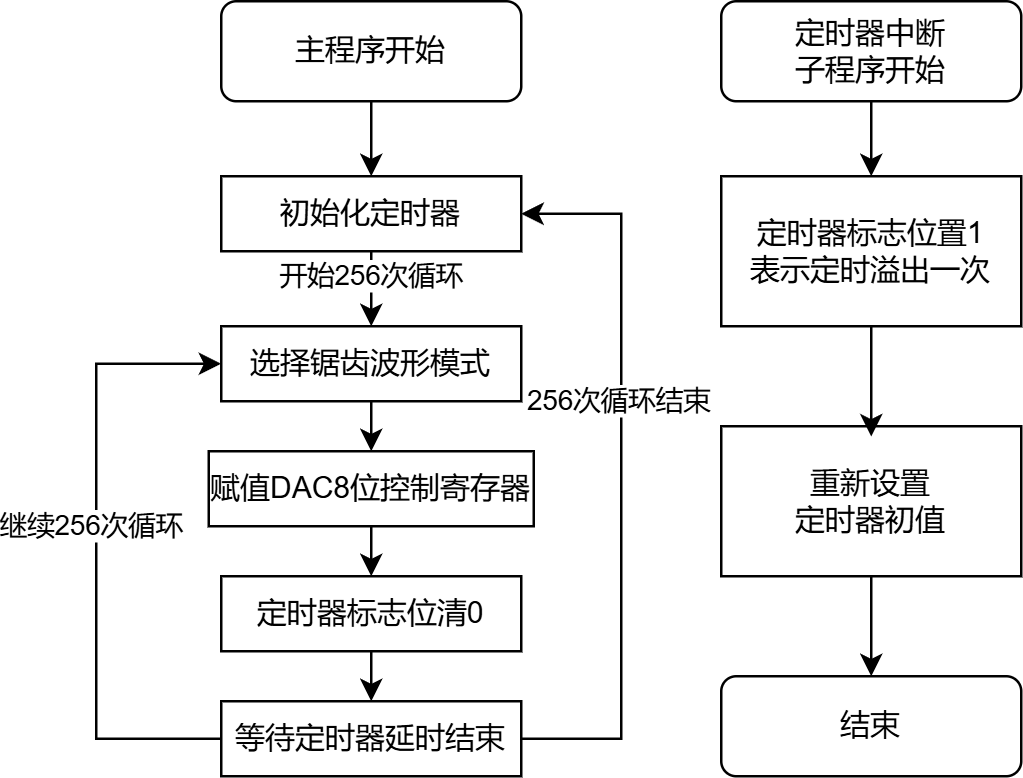 主程序开始
初始化定时器
开始256次循环
选择锯齿波形模式
256次循环结束
赋值DAC8位控制寄存器
继续256次循环
定时器标志位清0
等待定时器延时结束
定时器中断
子程序开始
定时器标志位置1
表示定时溢出一次
重新设置
定时器初值
结束